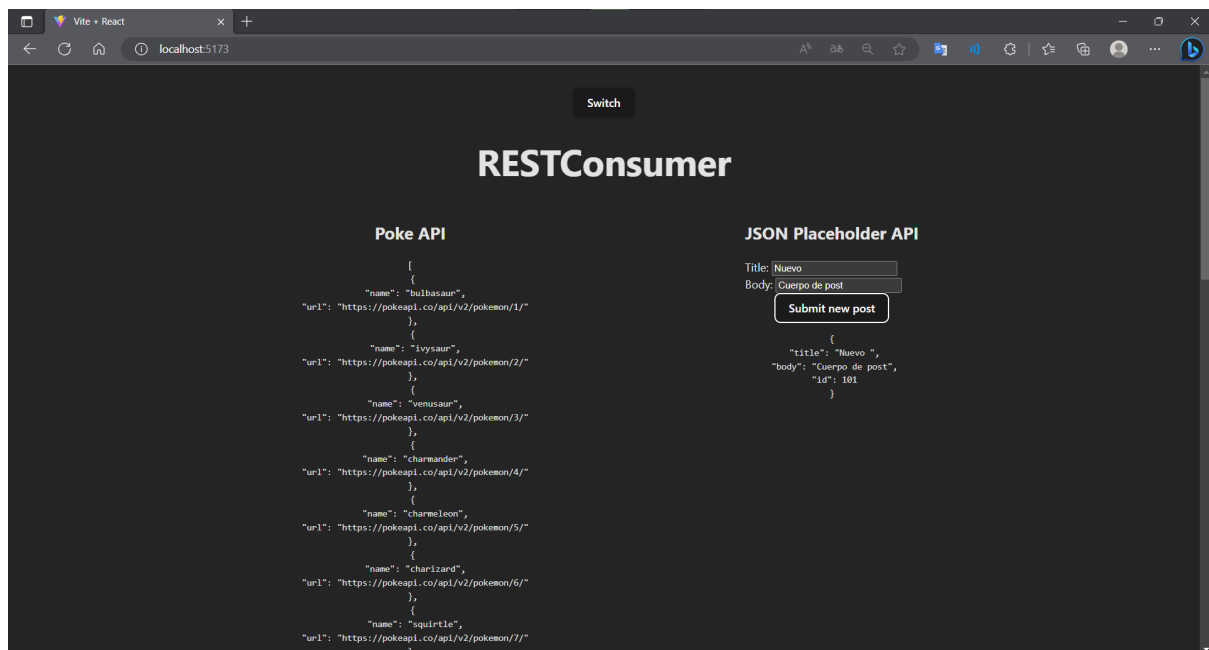 Vite + React
localhost:5173
Switch
RESTConsumer
Poke API
[
{
"name": "bulbasaur",
"url": "https://pokeapi.co/api/v2/pokemon/1/"
},
{
"name": "ivysaur",
"url": "https://pokeapi.co/api/v2/pokemon/2/"
},
{
"name": "venusaur",
"url": "https://pokeapi.co/api/v2/pokemon/3/"
},
{
"name": "charmander",
"url": "https://pokeapi.co/api/v2/pokemon/4/"
},
{
"name": "charmeleon",
"url": "https://pokeapi.co/api/v2/pokemon/5/"
},
{
"name": "charizard",
"url": "https://pokeapi.co/api/v2/pokemon/6/"
},
{
"name": "squirtle",
"url": "https://pokeapi.co/api/v2/pokemon/7/"
JSON Placeholder API
Title: Nuevo
Body: Cuerpo de post
Submit new post
{
"title": "Nuevo ",
"body": "Cuerpo de post",
"id": 101
}